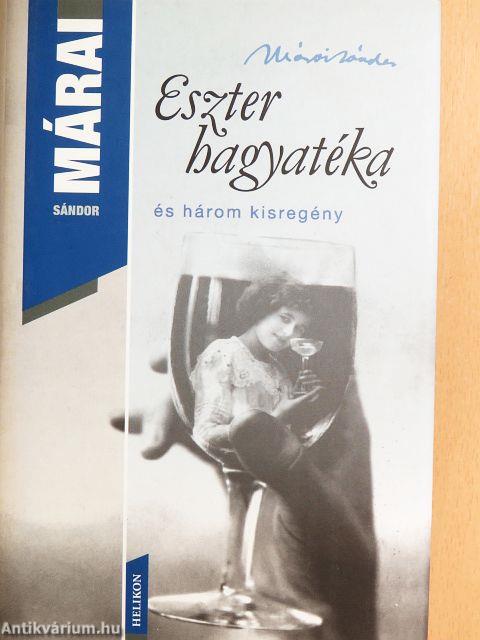 MÁRAI
SÁNDOR
Márai Sándor
Eszter
hagyatéka
és három kisregény
HELIKON
Antikvárium.hu